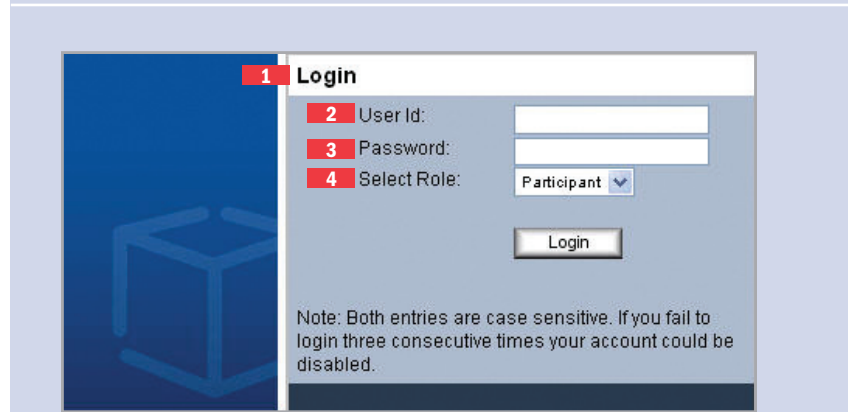 1 Login
2 User Id:
3 Password:
4 Select Role: Participant
Login
Note: Both entries are case sensitive. If you fail to
login three consecutive times your account could be
disabled.